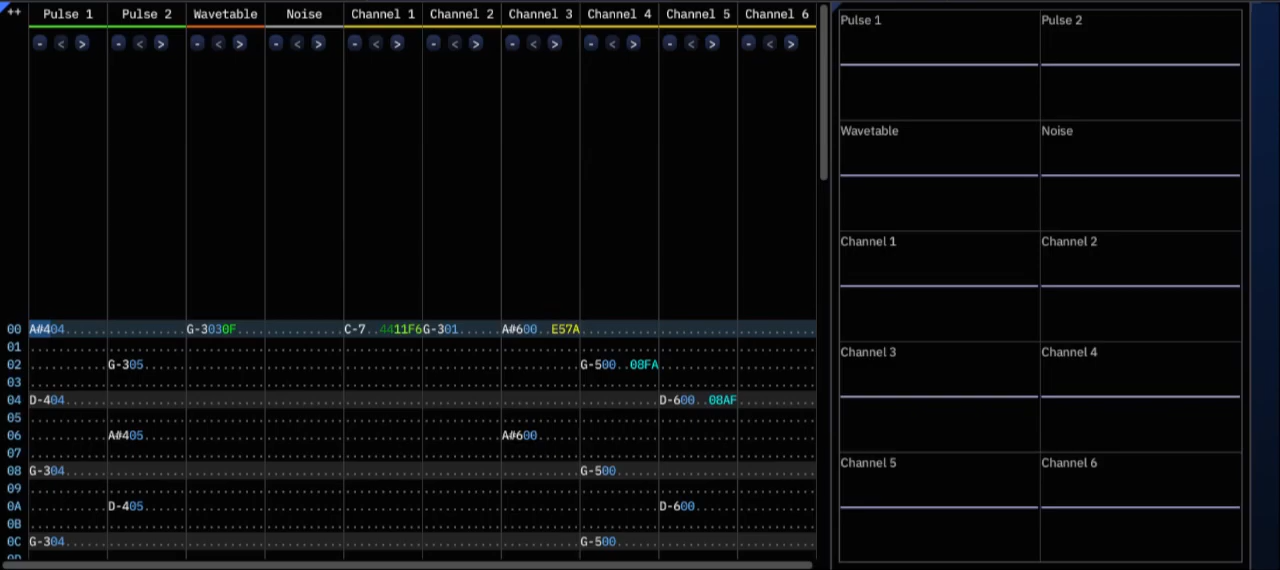 ++ Pulse 1 Pulse 2 Wavetable Noise Channel 1 Channel 2 Channel 3 Channel 4 Channel 5 Channel 6
- < > - < > - < > - < > - < > - < > - < > - < > - < > - < >
00 A#404 G-3030F C-7..4411F6 G-301 A#600..E57A
01
02 G-305 G-500..08FA
03
04 D-404 D-600..08AF
05
06 A#405 A#600
07
08 G-304 G-500
09
0A D-405 D-600
0B
0C G-304 G-500
0D
Pulse 1 Pulse 2
Wavetable Noise
Channel 1 Channel 2
Channel 3 Channel 4
Channel 5 Channel 6